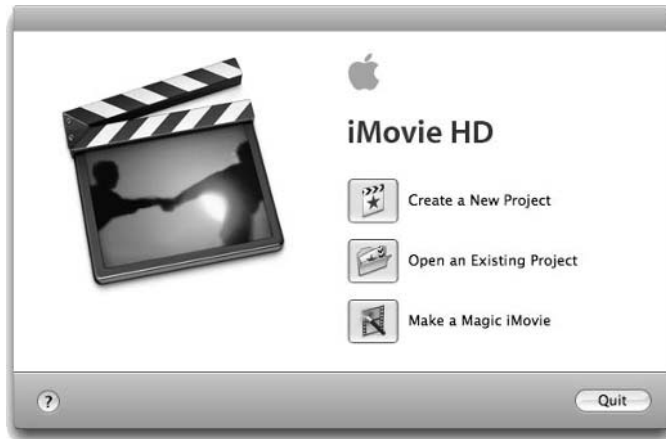 iMovie HD
Create a New Project
Open an Existing Project
Make a Magic iMovie
?
Quit